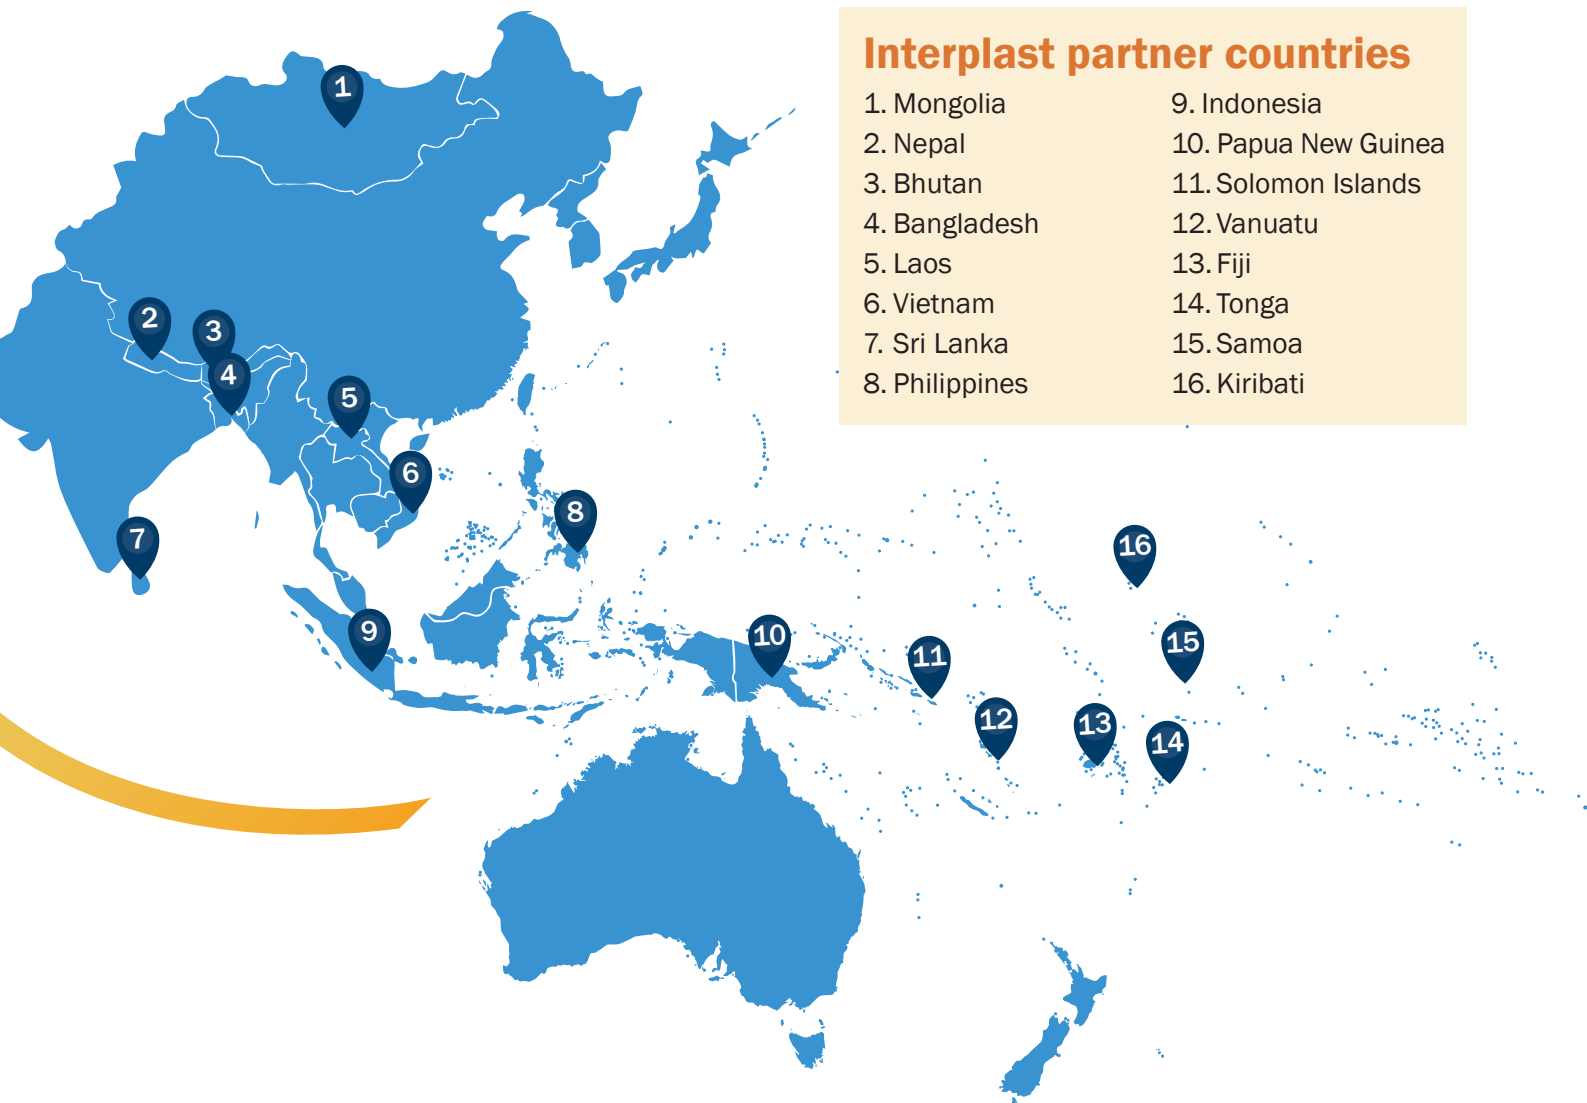 Interplast partner countries
1. Mongolia
2. Nepal
3. Bhutan
4. Bangladesh
5. Laos
6. Vietnam
7. Sri Lanka
8. Philippines
9. Indonesia
10. Papua New Guinea
11. Solomon Islands
12. Vanuatu
13. Fiji
14. Tonga
15. Samoa
16. Kiribati
1
2
3
4
5
6
7
8
9
10
11
12
13
14
15
16